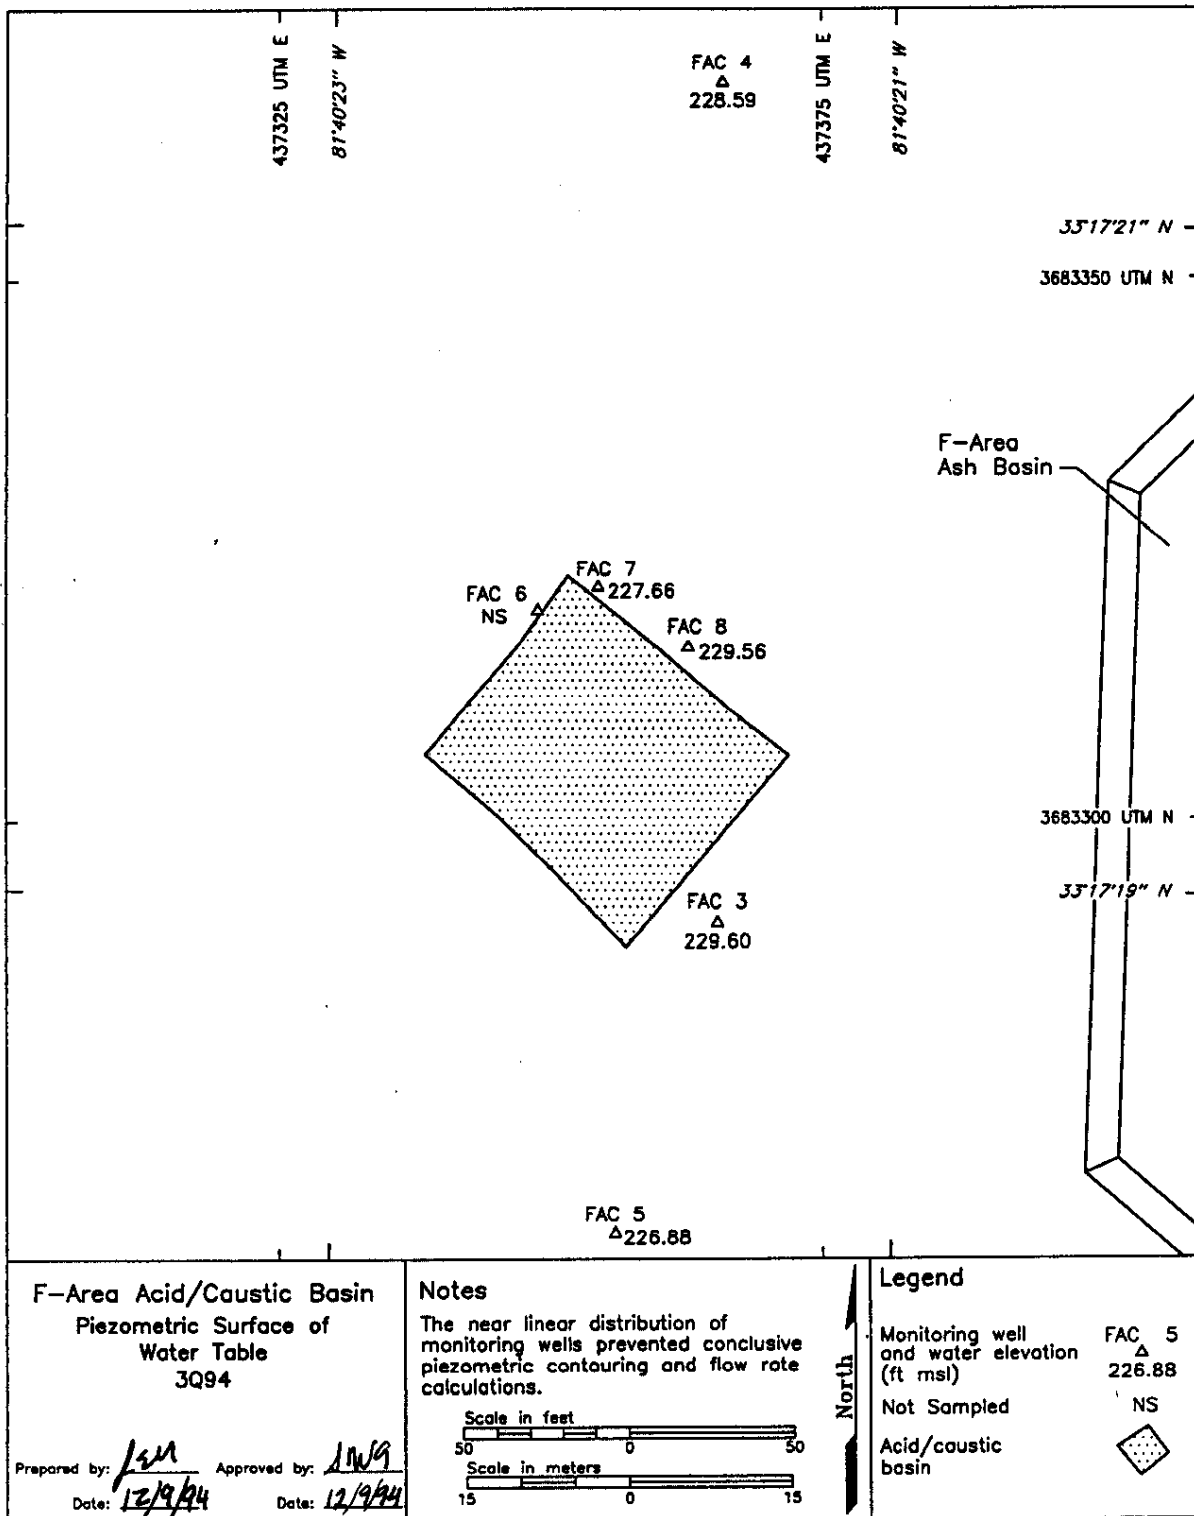 437325 UTM E
81°40'23" W
FAC 4
228.59
437375 UTM E
81°40'21" W
33°17'21" N
3683350 UTM N
F-Area
Ash Basin
FAC 7
227.66
FAC 6
NS
FAC 8
229.56
3683300 UTM N
33°17'19" N
FAC 3
229.60
FAC 5
226.88
F-Area Acid/Caustic Basin
Piezometric Surface of
Water Table
3Q94
Prepared by: Approved by:
Date: 12/9/94 Date: 12/9/94
Notes
The near linear distribution of
monitoring wells prevented conclusive
piezometric contouring and flow rate
calculations.
Scale in feet
50 0 50
Scale in meters
15 0 15
North
Legend
Monitoring well
and water elevation
(ft msl)
FAC 5
226.88
Not Sampled NS
Acid/caustic
basin